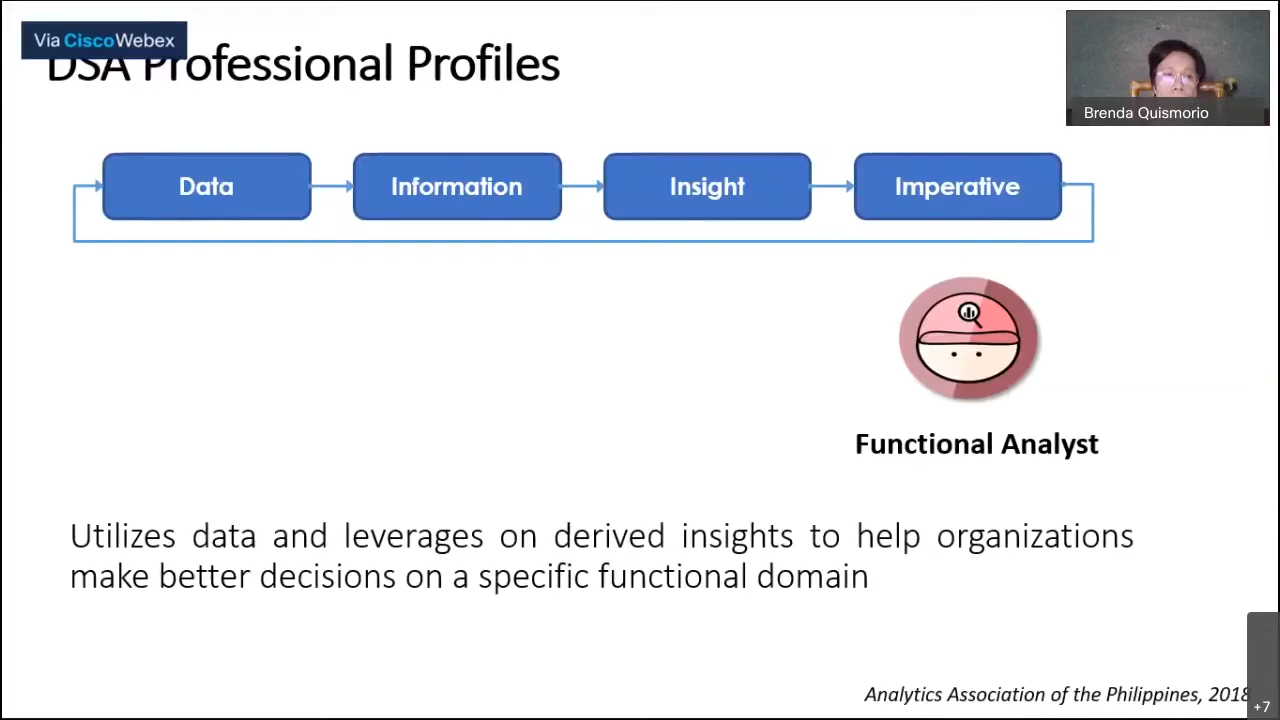 Via CiscoWebex
DSA Professional Profiles
Brenda Quismorio
Data
Information
Insight
Imperative
Functional Analyst
Utilizes data and leverages on derived insights to help organizations
make better decisions on a specific functional domain
Analytics Association of the Philippines, 2018
+7